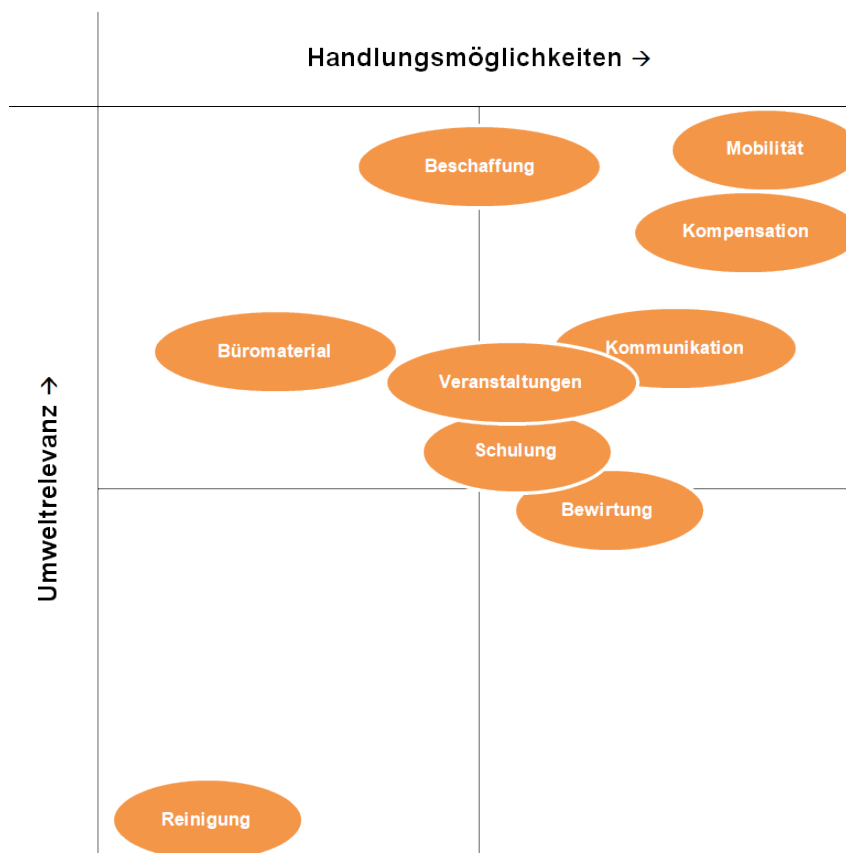 Handlungsmöglichkeiten →
Mobilität
Beschaffung
Kompensation
Büromaterial
Kommunikation
Veranstaltungen
Umweltrelevanz →
Schulung
Bewirtung
Reinigung